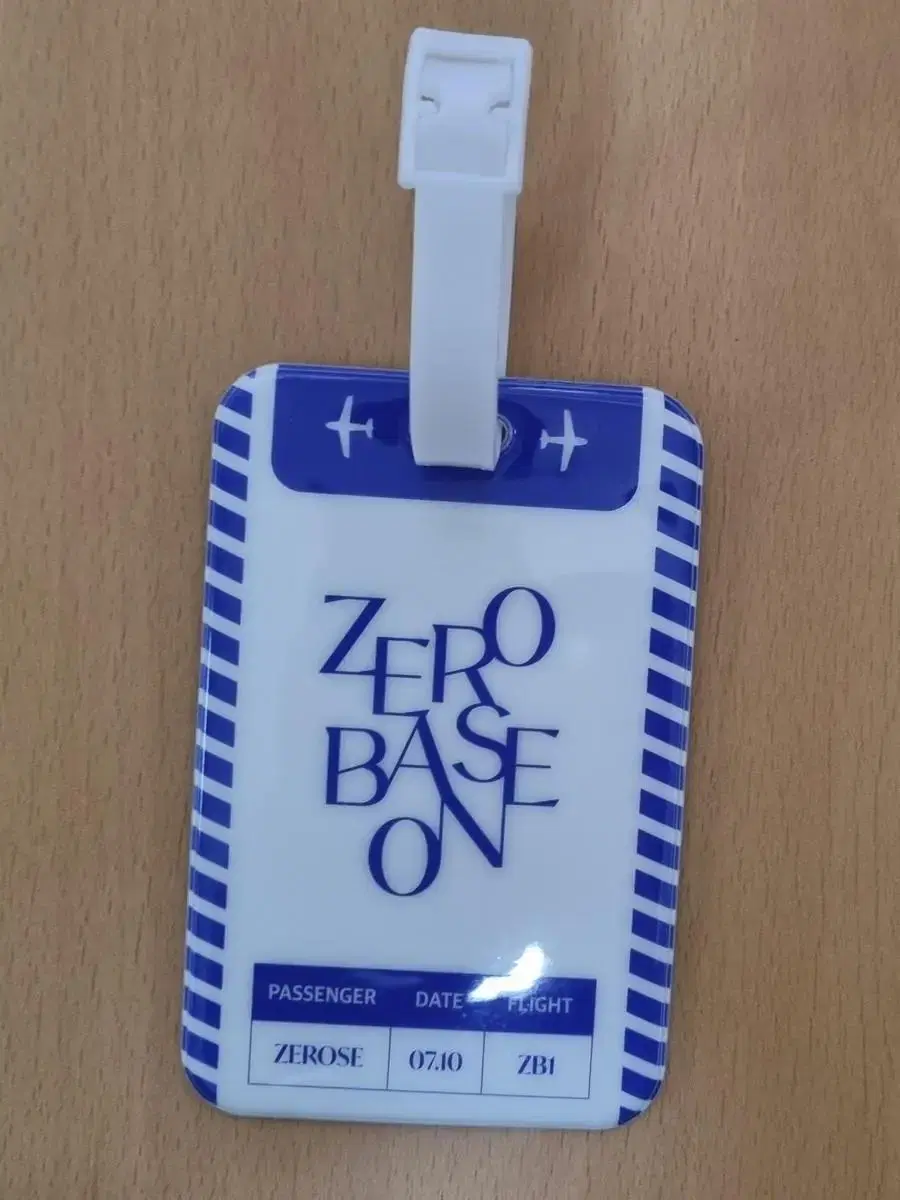 ZERO
BASE
ON
PASSENGER DATE FLIGHT
ZEROSE 07.10 ZB1